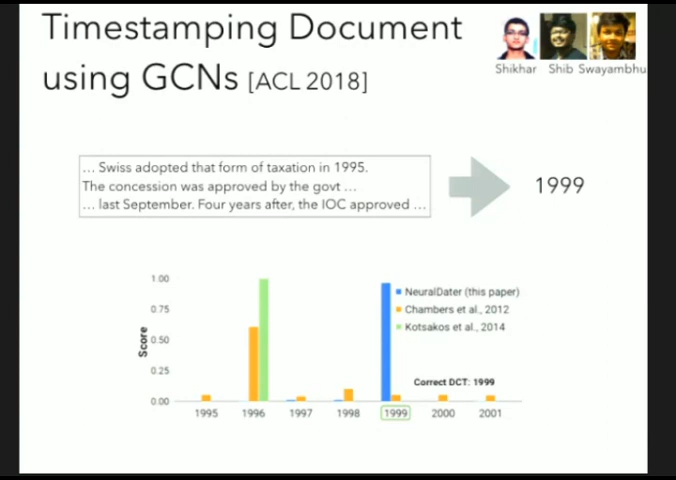 Timestamping Document
using GCNs [ACL 2018]
Shikhar Shib Swayambhu
... Swiss adopted that form of taxation in 1995.
The concession was approved by the govt ...
... last September. Four years after, the IOC approved ...
1999
1.00
0.75
0.50
0.25
0.00
Score
NeuralDater (this paper)
Chambers et al., 2012
Kotsakos et al., 2014
Correct DCT: 1999
1995 1996 1997 1998 1999 2000 2001